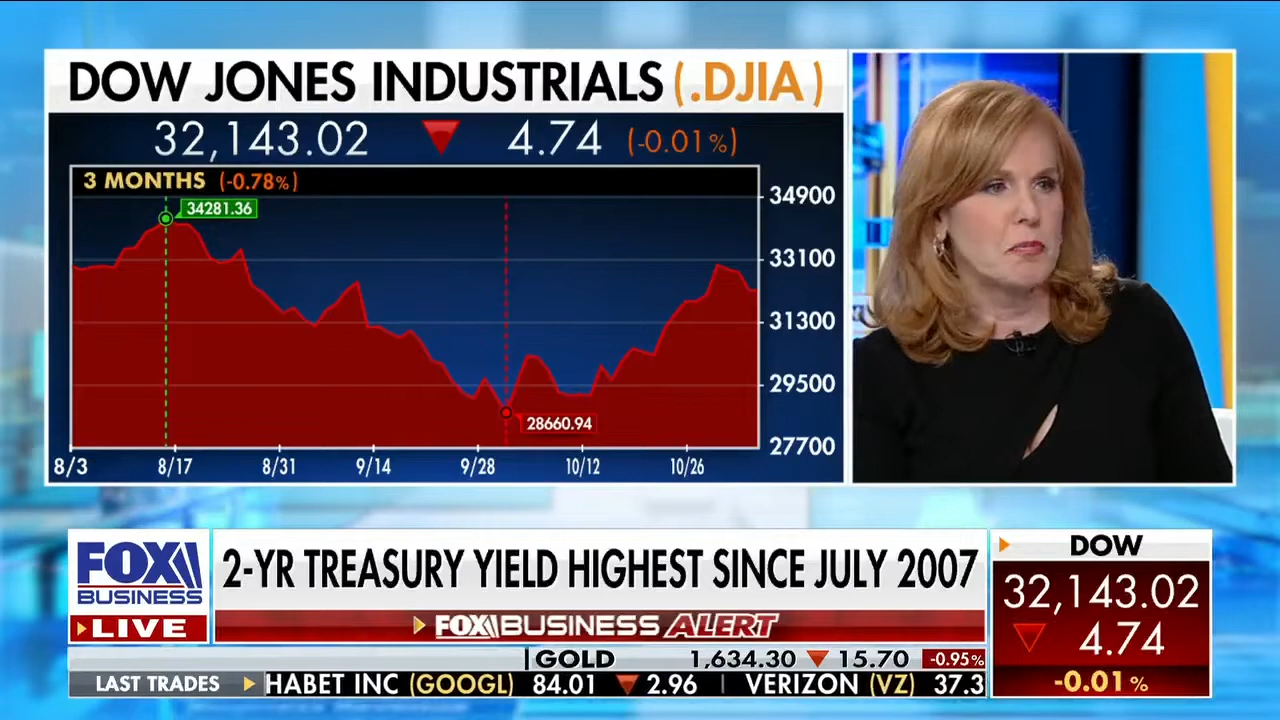 DOW JONES INDUSTRIALS (.DJIA)
32,143.02 ▼ 4.74 (-0.01%)
3 MONTHS (-0.78%)
34281.36
28660.94
34900
33100
31300
29500
27700
8/3 8/17 8/31 9/14 9/28 10/12 10/26
FOX
BUSINESS
LIVE
2-YR TREASURY YIELD HIGHEST SINCE JULY 2007
FOX BUSINESS ALERT
GOLD 1,634.30 ▼ 15.70 -0.95%
LAST TRADES HABET INC (GOOGL) 84.01 ▼ 2.96 | VERIZON (VZ) 37.3
DOW
32,143.02
▼ 4.74
-0.01%